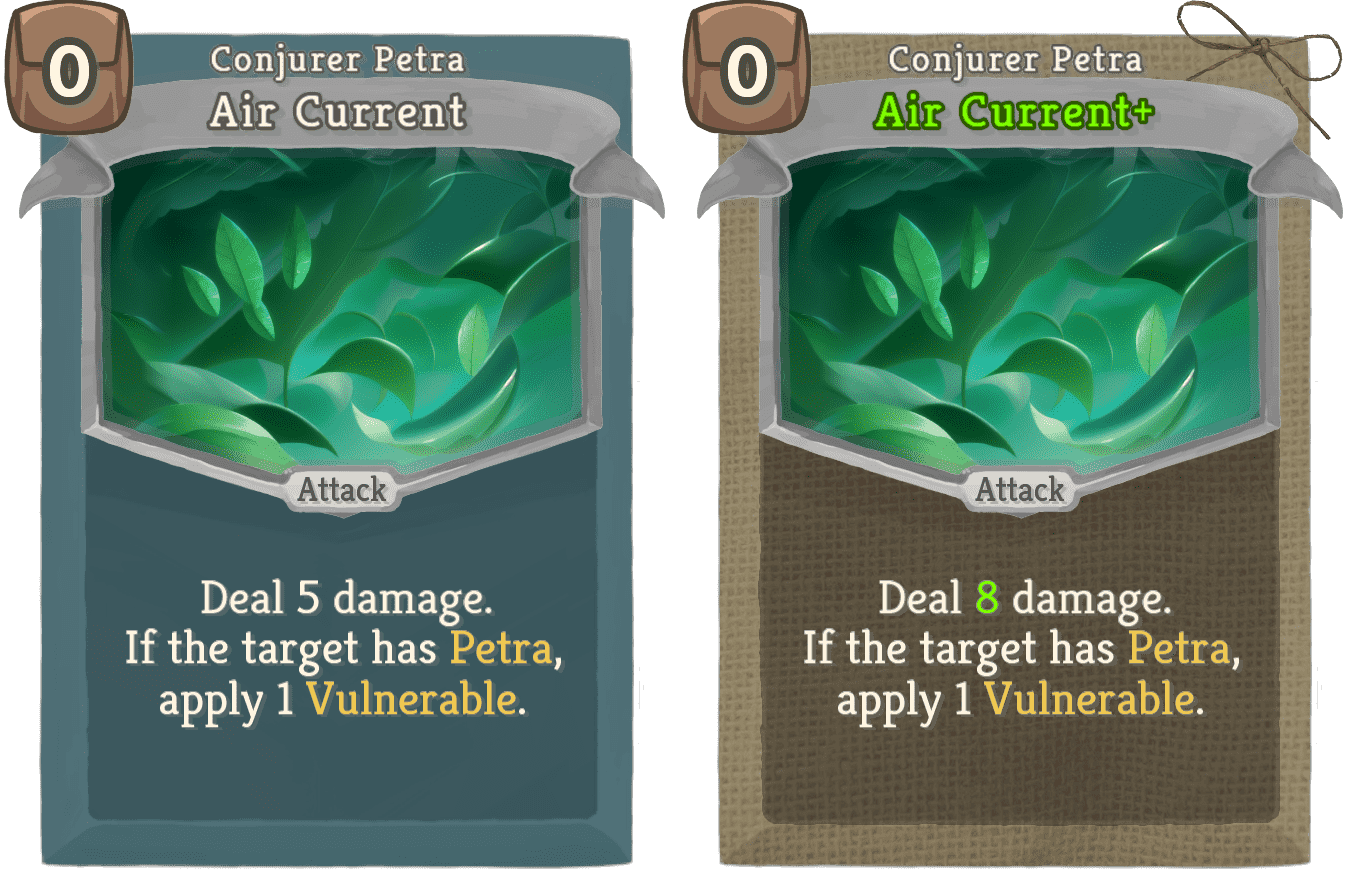 0
Conjurer Petra
Air Current
Attack
Deal 5 damage.
If the target has Petra,
apply 1 Vulnerable.
0
Conjurer Petra
Air Current+
Attack
Deal 8 damage.
If the target has Petra,
apply 1 Vulnerable.